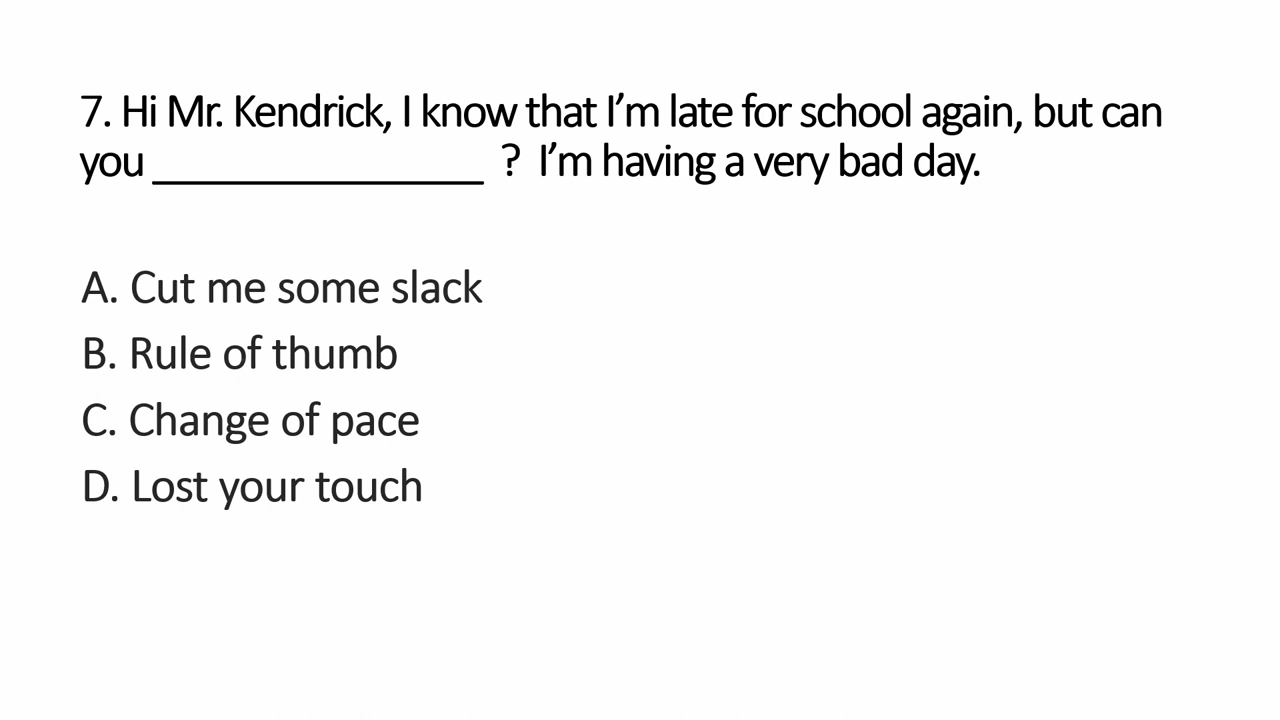 7. Hi Mr. Kendrick, I know that I’m late for school again, but can
you _______________ ?  I’m having a very bad day.
A. Cut me some slack
B. Rule of thumb
C. Change of pace
D. Lost your touch